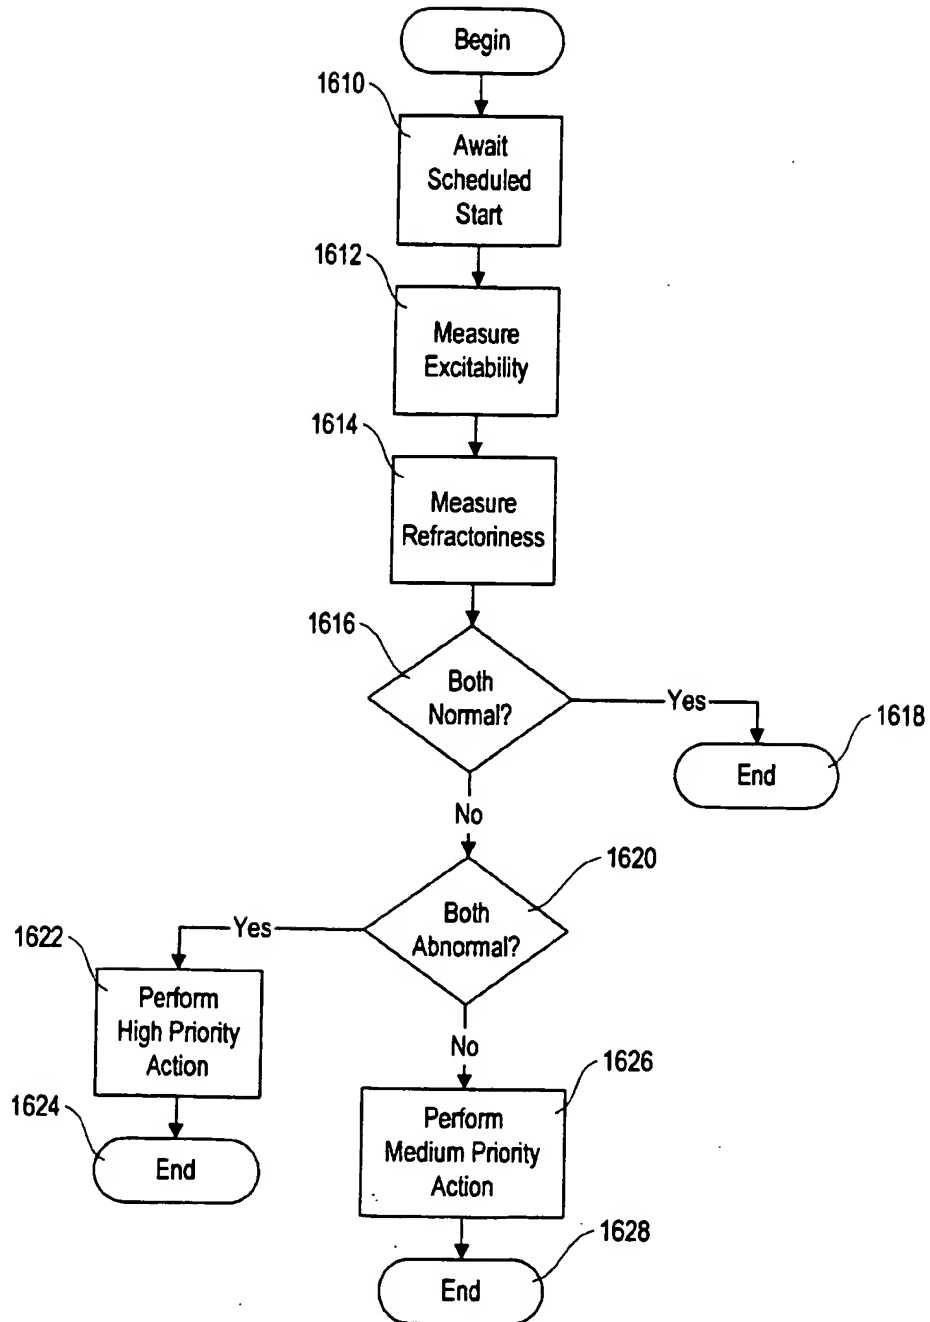 Begin
1610
Await
Scheduled
Start
1612
Measure
Excitability
1614
Measure
Refractoriness
1616
Both
Normal?
Yes
1618
End
No
1620
Both
Abnormal?
Yes
1622
Perform
High Priority
Action
1624
End
No
1626
Perform
Medium Priority
Action
1628
End